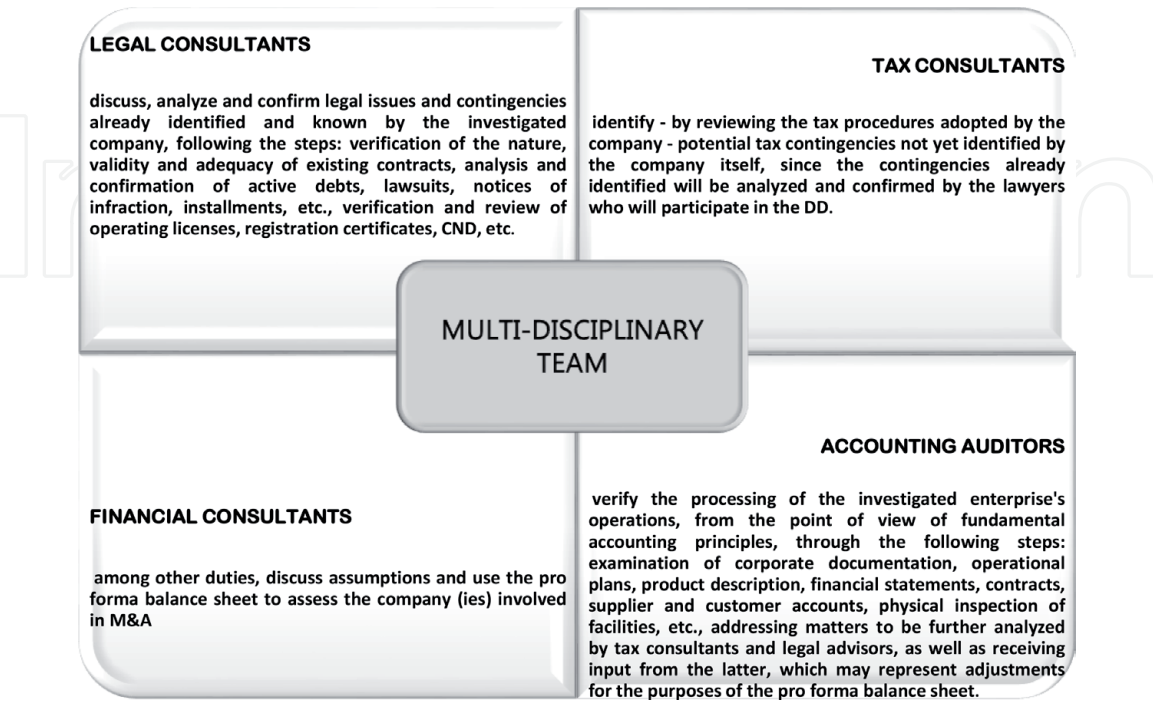 LEGAL CONSULTANTS
discuss, analyze and confirm legal issues and contingencies
already identified and known by the investigated
company, following the steps: verification of the nature,
validity and adequacy of existing contracts, analysis and
confirmation of active debts, lawsuits, notices of
infraction, installments, etc., verification and review of
operating licenses, registration certificates, CND, etc.
TAX CONSULTANTS
identify - by reviewing the tax procedures adopted by the
company - potential tax contingencies not yet identified by
the company itself, since the contingencies already
identified will be analyzed and confirmed by the lawyers
who will participate in the DD.
MULTI-DISCIPLINARY
TEAM
FINANCIAL CONSULTANTS
among other duties, discuss assumptions and use the pro
forma balance sheet to assess the company (ies) involved
in M&A
ACCOUNTING AUDITORS
verify the processing of the investigated enterprise's
operations, from the point of view of fundamental
accounting principles, through the following steps:
examination of corporate documentation, operational
plans, product description, financial statements, contracts,
supplier and customer accounts, physical inspection of
facilities, etc., addressing matters to be further analyzed
by tax consultants and legal advisors, as well as receiving
input from the latter, which may represent adjustments
for the purposes of the pro forma balance sheet.